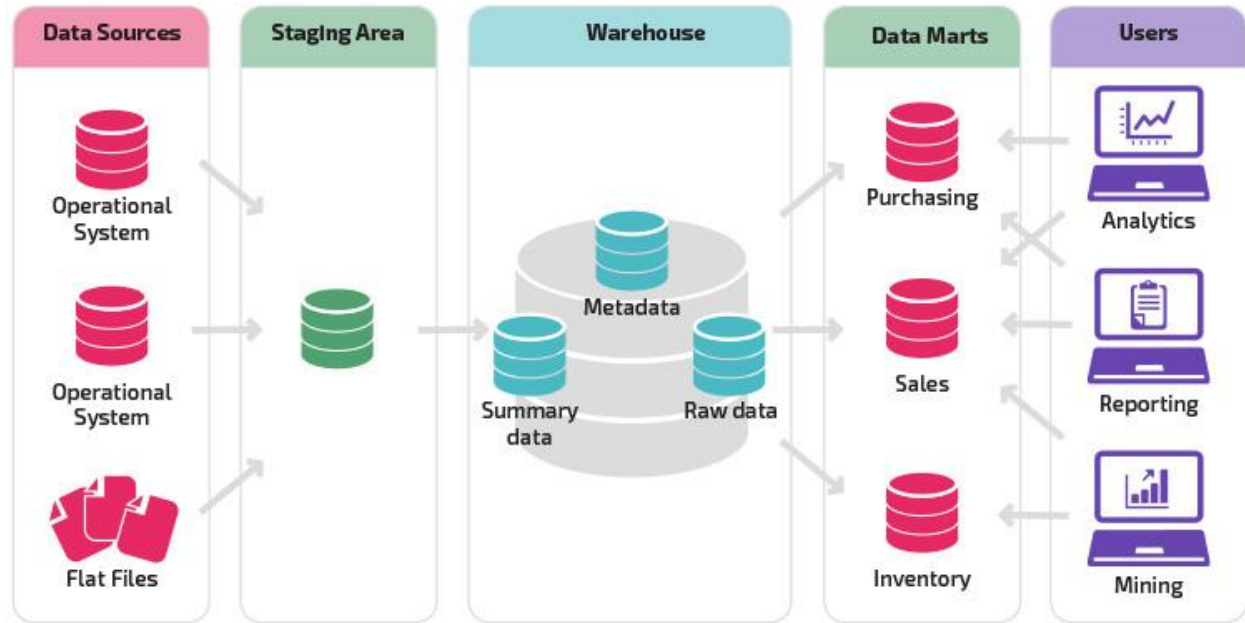 Data Sources
StagIng Area
Warehouse
Data Marts
Users
Operational
System
Operational
System
Flat Files
Metadata
Summary
data
Raw data
Purchasing
Sales
Inventory
Analytics
Reporting
Mining